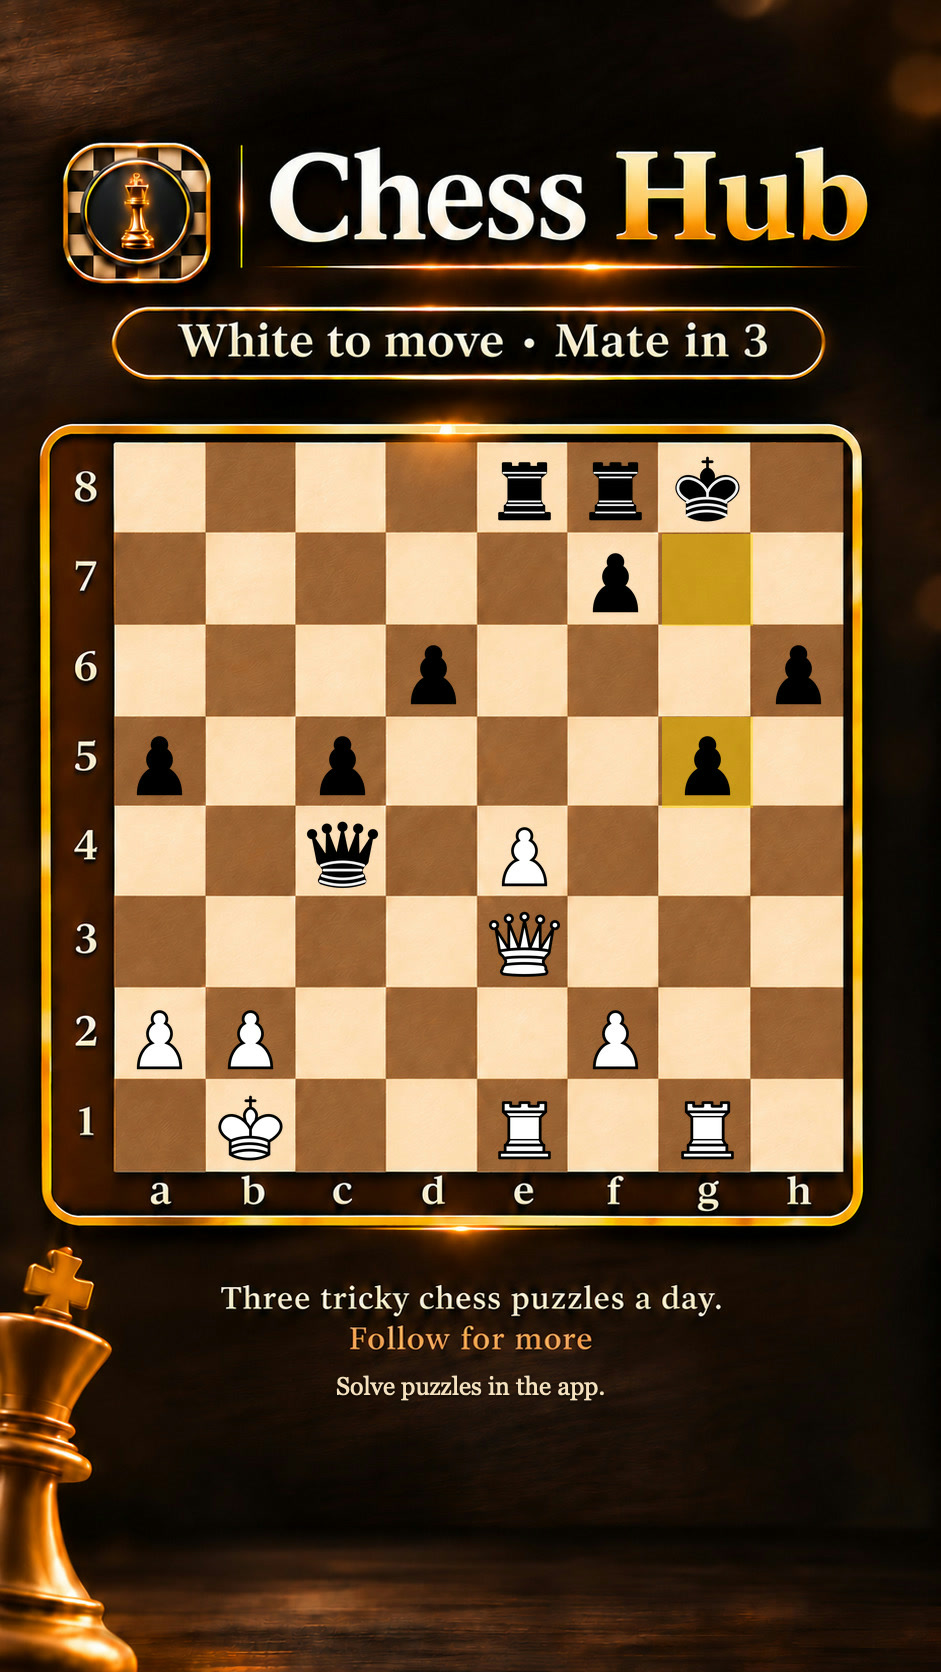 Chess Hub
White to move • Mate in 3
8
7
6
5
4
3
2
1
a b c d e f g h
Three tricky chess puzzles a day.
Follow for more
Solve puzzles in the app.